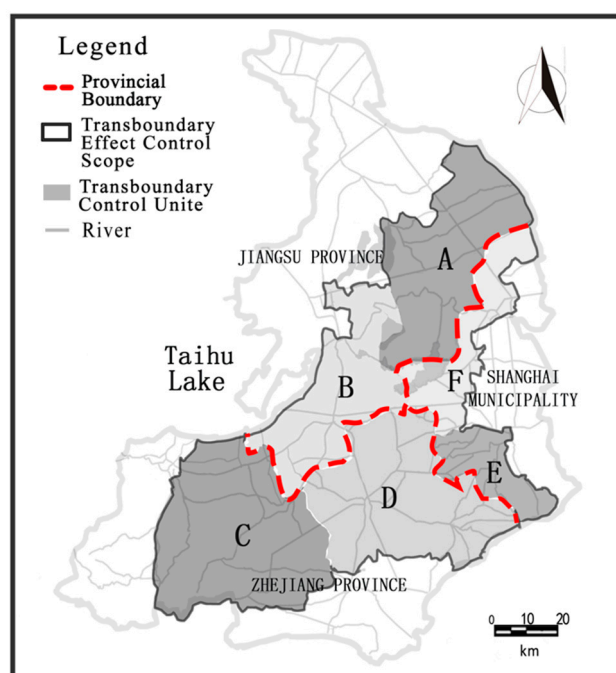 Legend
Provincial
Boundary
Transboundary
Effect Control
Scope
Transboundary
Control Unite
River
A
JIANGSU PROVINCE
Taihu
Lake
B
F
SHANGHAI
MUNICIPALITY
E
D
C
ZHEJIANG PROVINCE
0 10 20
km